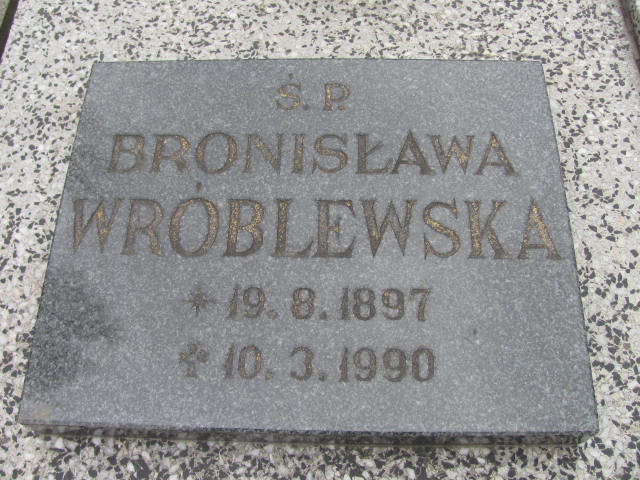 Ś.P.
BRONISŁAWA
WRÓBLEWSKA
* 19. 8. 1897
✝ 10. 3. 1990